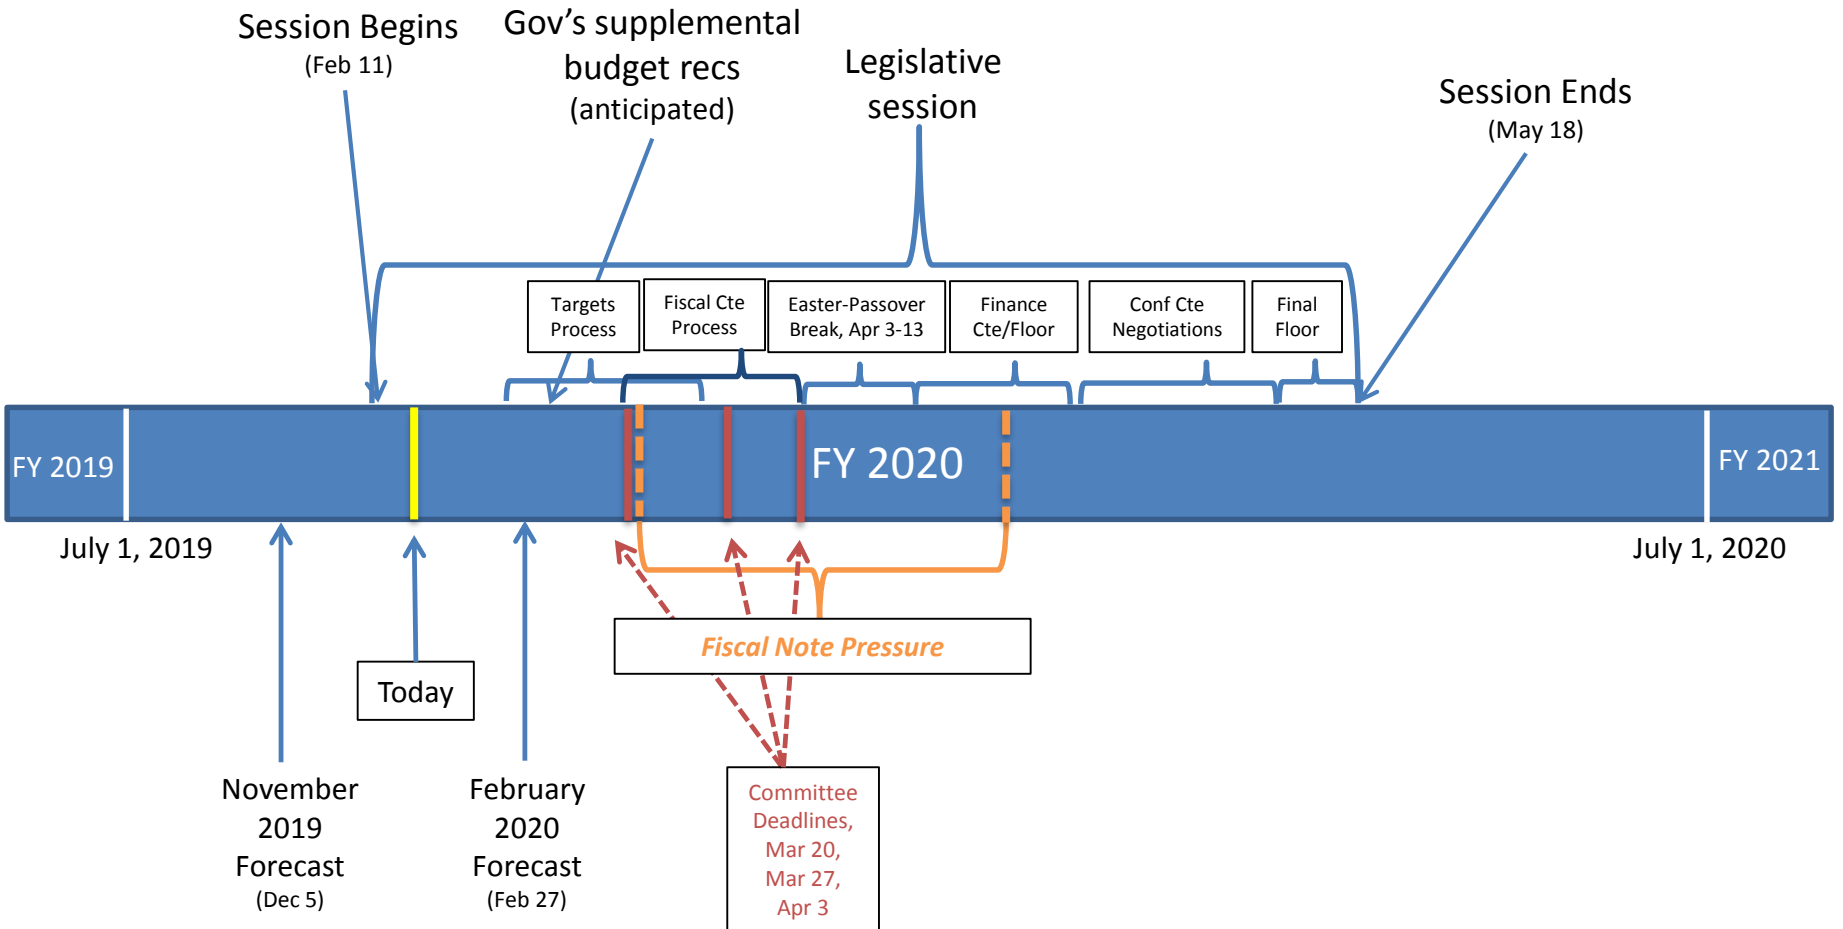 Session Begins
(Feb 11)
Gov’s supplemental
budget recs
(anticipated)
Legislative
session
Session Ends
(May 18)
Targets
Process
Fiscal Cte
Process
Easter-Passover
Break, Apr 3-13
Finance
Cte/Floor
Conf Cte
Negotiations
Final
Floor
FY 2019
FY 2020
FY 2021
July 1, 2019
July 1, 2020
Fiscal Note Pressure
Today
November
2019
Forecast
(Dec 5)
February
2020
Forecast
(Feb 27)
Committee
Deadlines,
Mar 20,
Mar 27,
Apr 3